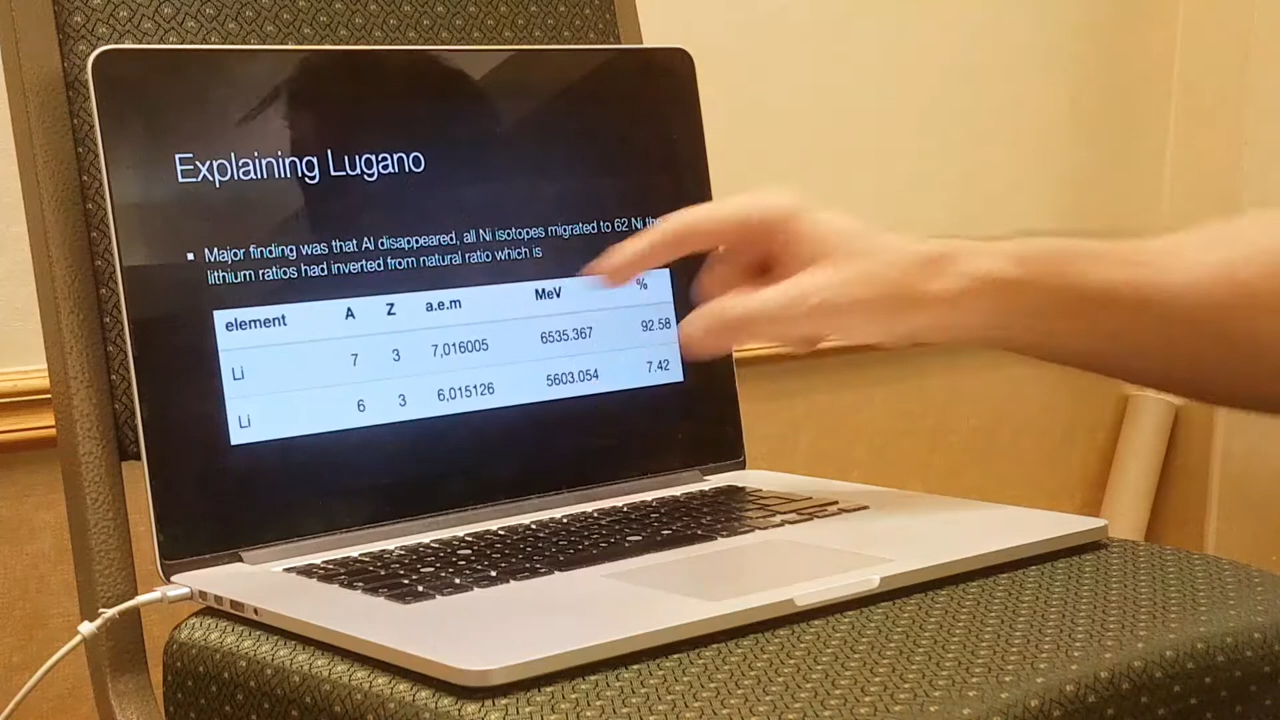 Explaining Lugano
▪ Major finding was that Al disappeared, all Ni isotopes migrated to 62 Ni the
lithium ratios had inverted from natural ratio which is
element A Z a.e.m MeV %
Li 7 3 7,016005 6535.367 92.58
Li 6 3 6,015126 5603.054 7.42